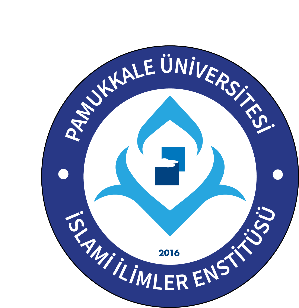 PAMUKKALE ÜNİVERSİTESİ
2016
İSLAMİ İLİMLER ENSTİTÜSÜ